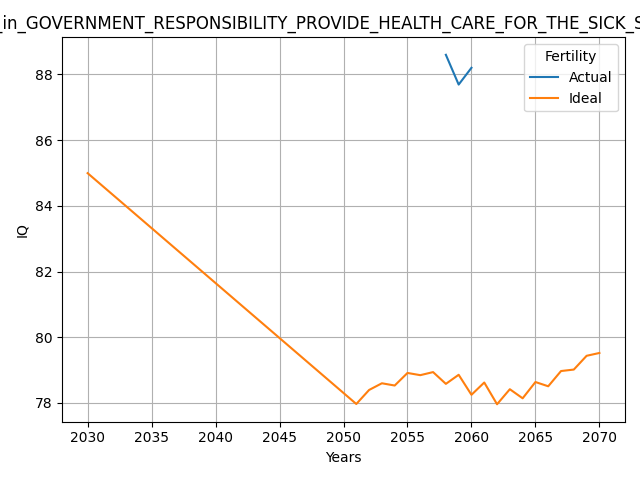 _in_GOVERNMENT_RESPONSIBILITY_PROVIDE_HEALTH_CARE_FOR_THE_SICK_S
Fertility
Actual
Ideal
88
86
84
82
80
78
IQ
2030 2035 2040 2045 2050 2055 2060 2065 2070
Years